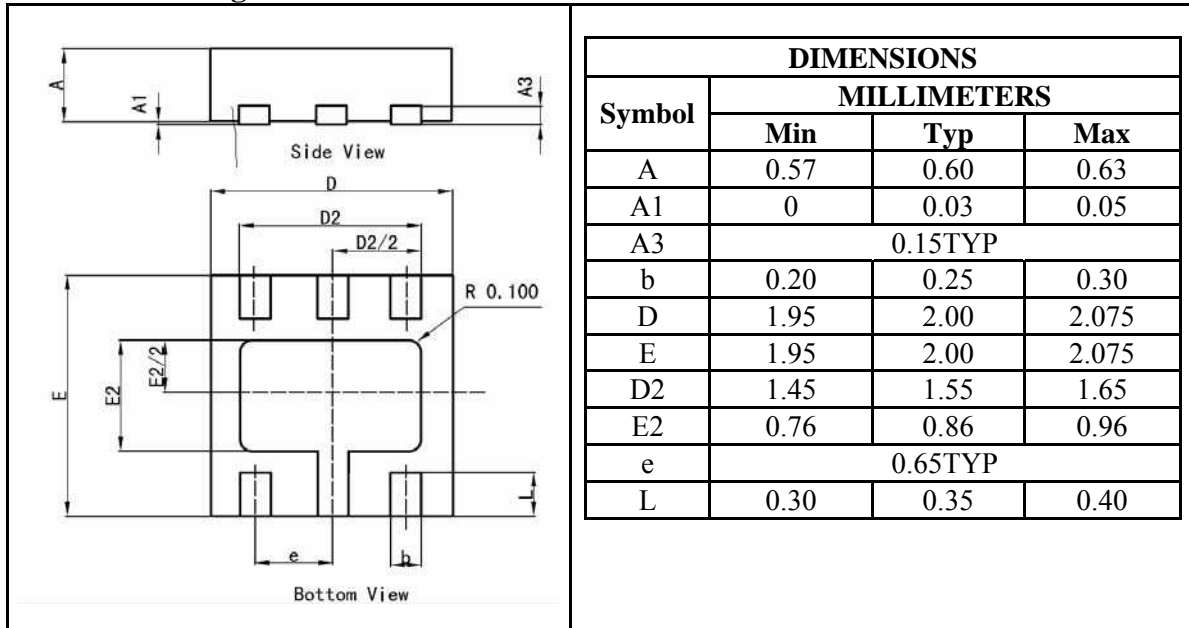 A
A1
A3
Side View
D
D2
D2/2
R 0.100
E
E2
E2/2
L
e
b
Bottom View
DIMENSIONS
Symbol MILLIMETERS
Min Typ Max
A 0.57 0.60 0.63
A1 0 0.03 0.05
A3 0.15TYP
b 0.20 0.25 0.30
D 1.95 2.00 2.075
E 1.95 2.00 2.075
D2 1.45 1.55 1.65
E2 0.76 0.86 0.96
e 0.65TYP
L 0.30 0.35 0.40